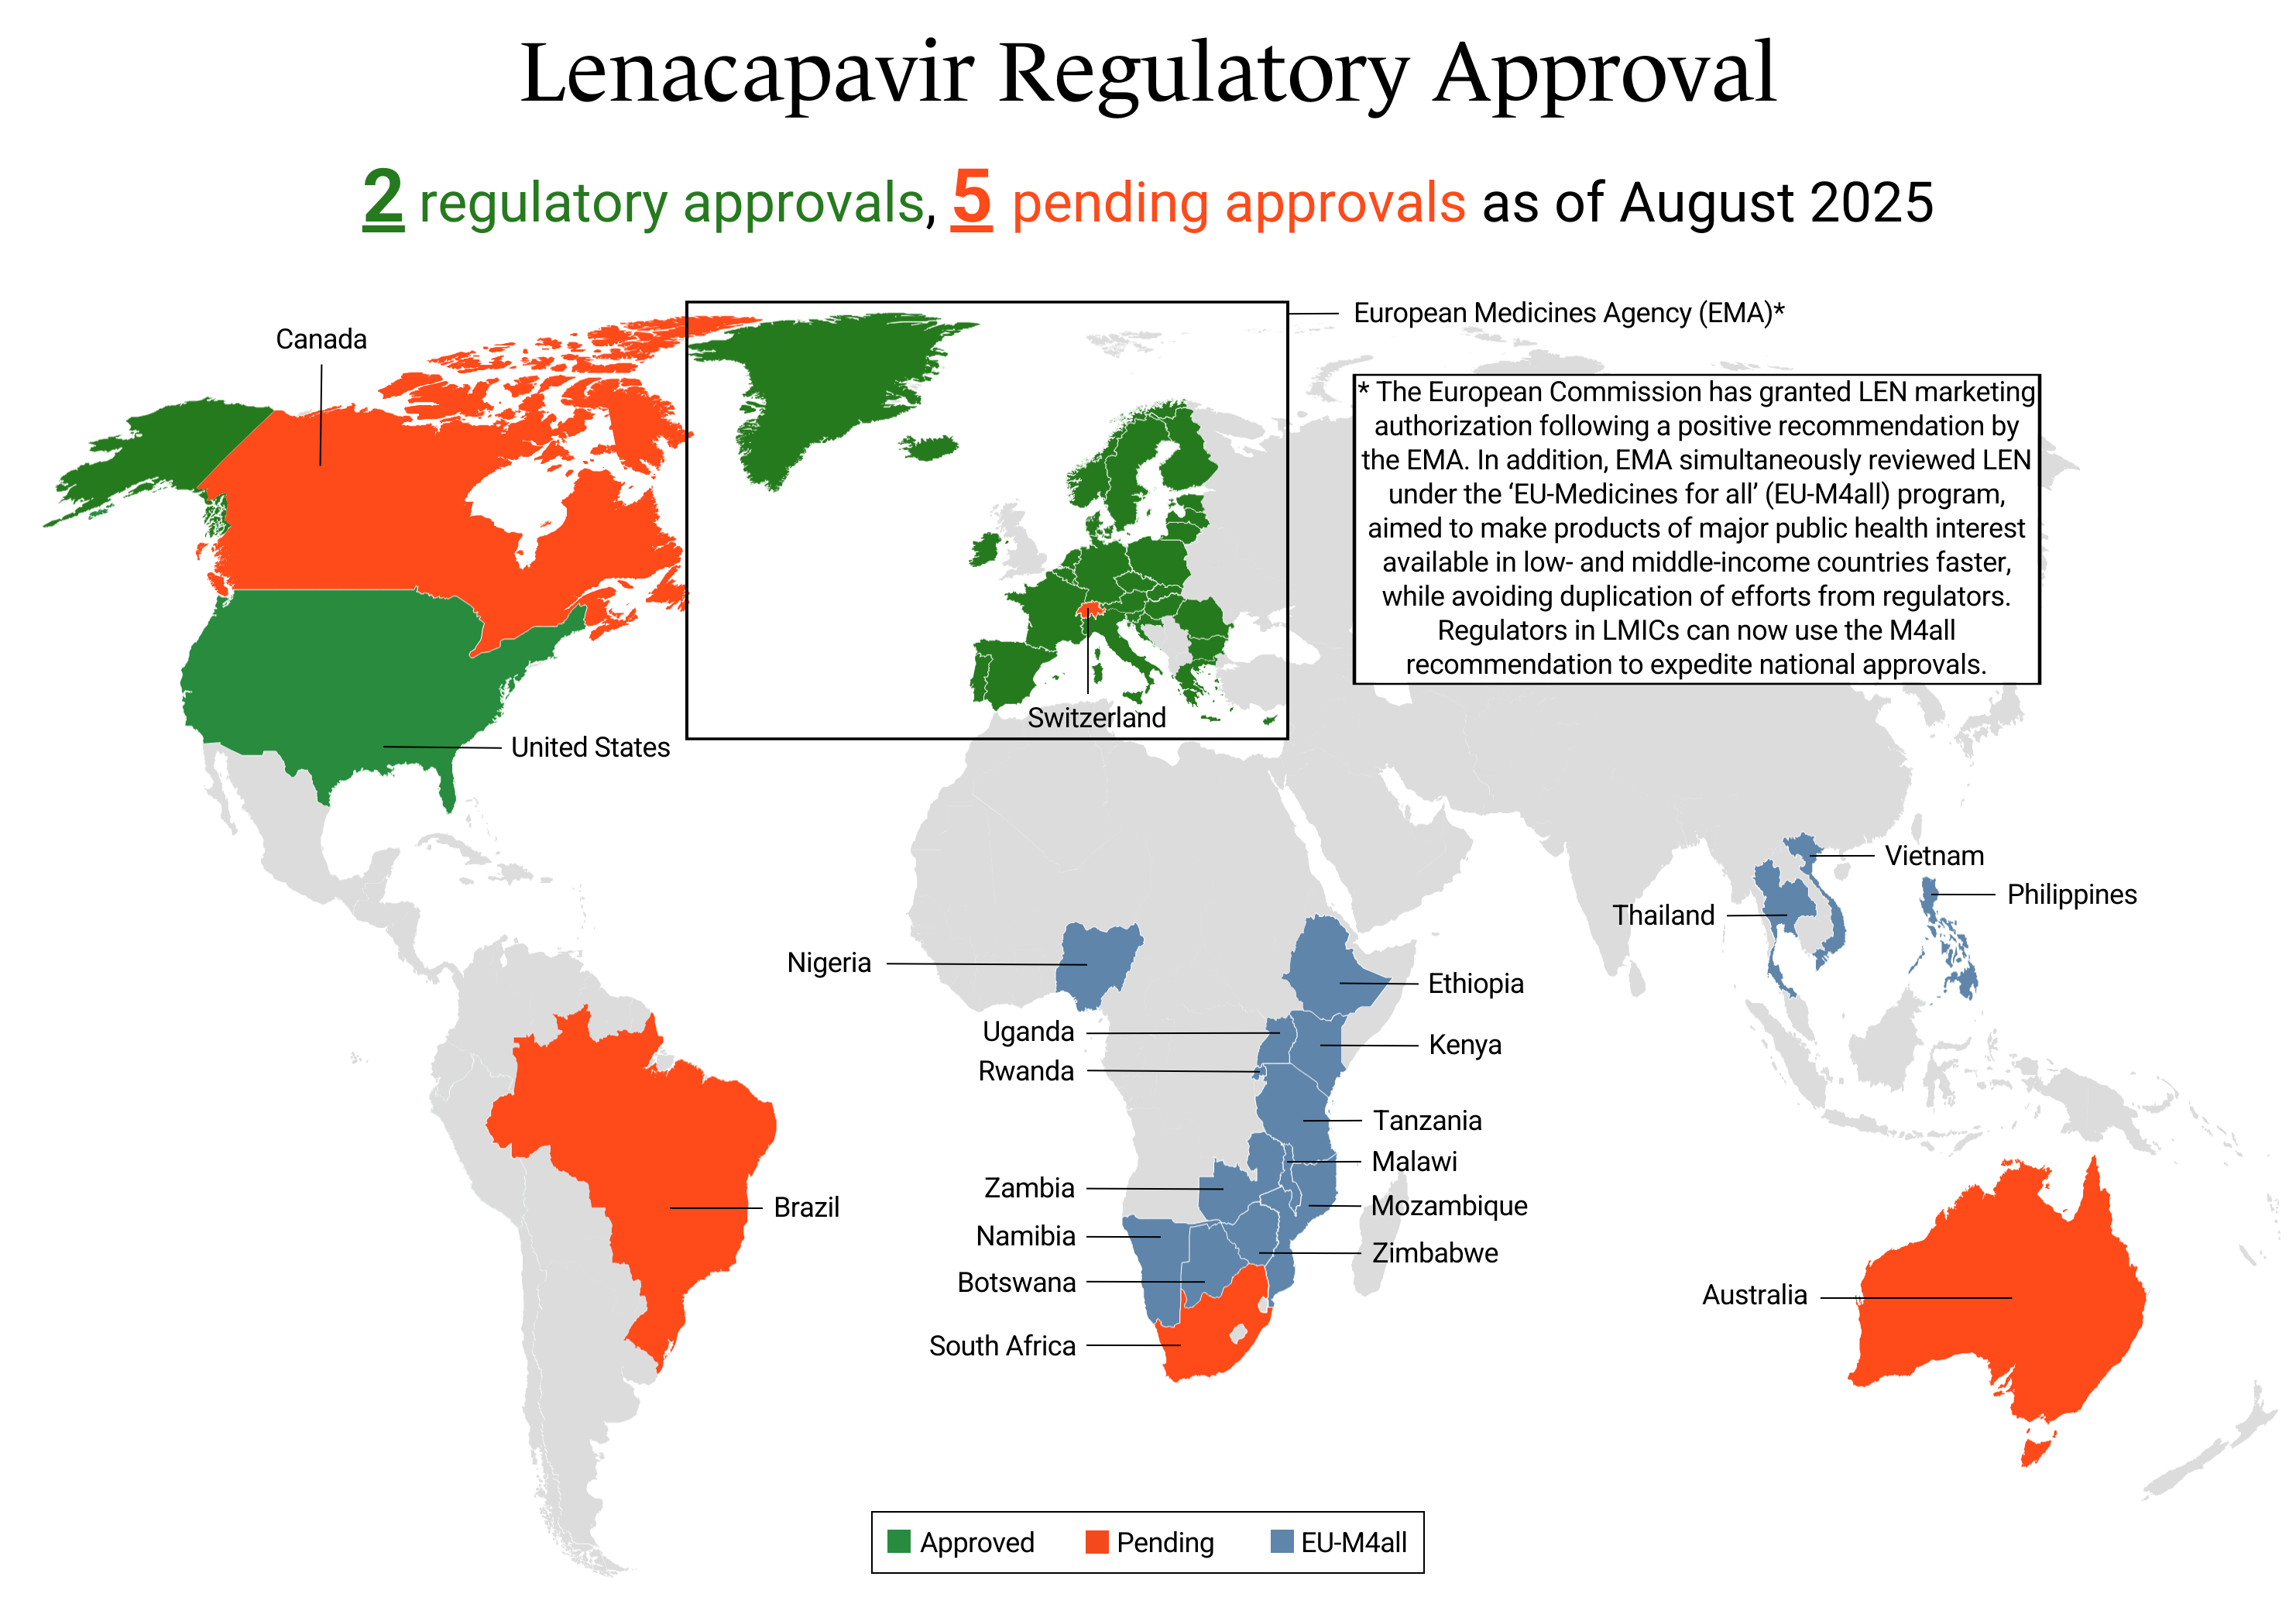 Lenacapavir Regulatory Approval
2 regulatory approvals, 5 pending approvals as of August 2025
European Medicines Agency (EMA)*
Canada
* The European Commission has granted LEN marketing
authorization following a positive recommendation by
the EMA. In addition, EMA simultaneously reviewed LEN
under the ‘EU-Medicines for all’ (EU-M4all) program,
aimed to make products of major public health interest
available in low- and middle-income countries faster,
while avoiding duplication of efforts from regulators.
Regulators in LMICs can now use the M4all
recommendation to expedite national approvals.
Switzerland
United States
Vietnam
Philippines
Thailand
Nigeria
Ethiopia
Uganda
Kenya
Rwanda
Tanzania
Malawi
Zambia
Mozambique
Brazil
Namibia
Zimbabwe
Botswana
Australia
South Africa
Approved
Pending
EU-M4all